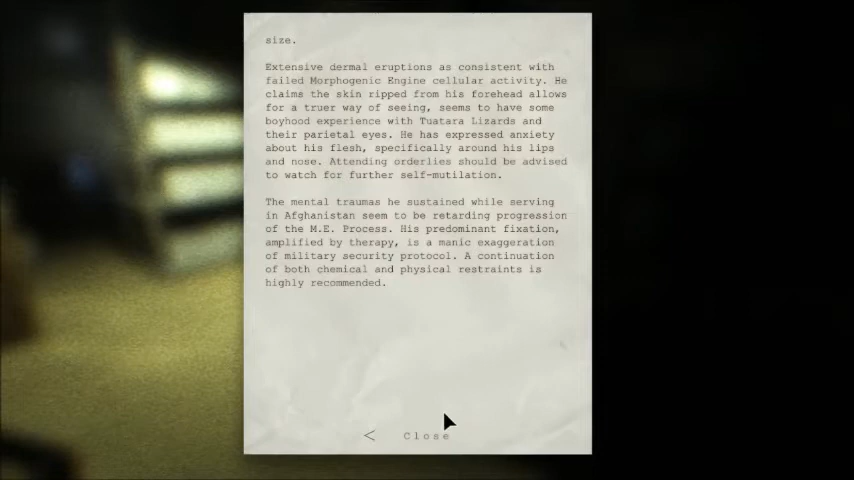 size.
Extensive dermal eruptions as consistent with
failed Morphogenic Engine cellular activity. He
claims the skin ripped from his forehead allows
for a truer way of seeing, seems to have some
boyhood experience with Tuatara Lizards and
their parietal eyes. He has expressed anxiety
about his flesh, specifically around his lips
and nose. Attending orderlies should be advised
to watch for further self-mutilation.
The mental traumas he sustained while serving
in Afghanistan seem to be retarding progression
of the M.E. Process. His predominant fixation,
amplified by therapy, is a manic exaggeration
of military security protocol. A continuation
of both chemical and physical restraints is
highly recommended.
< Close